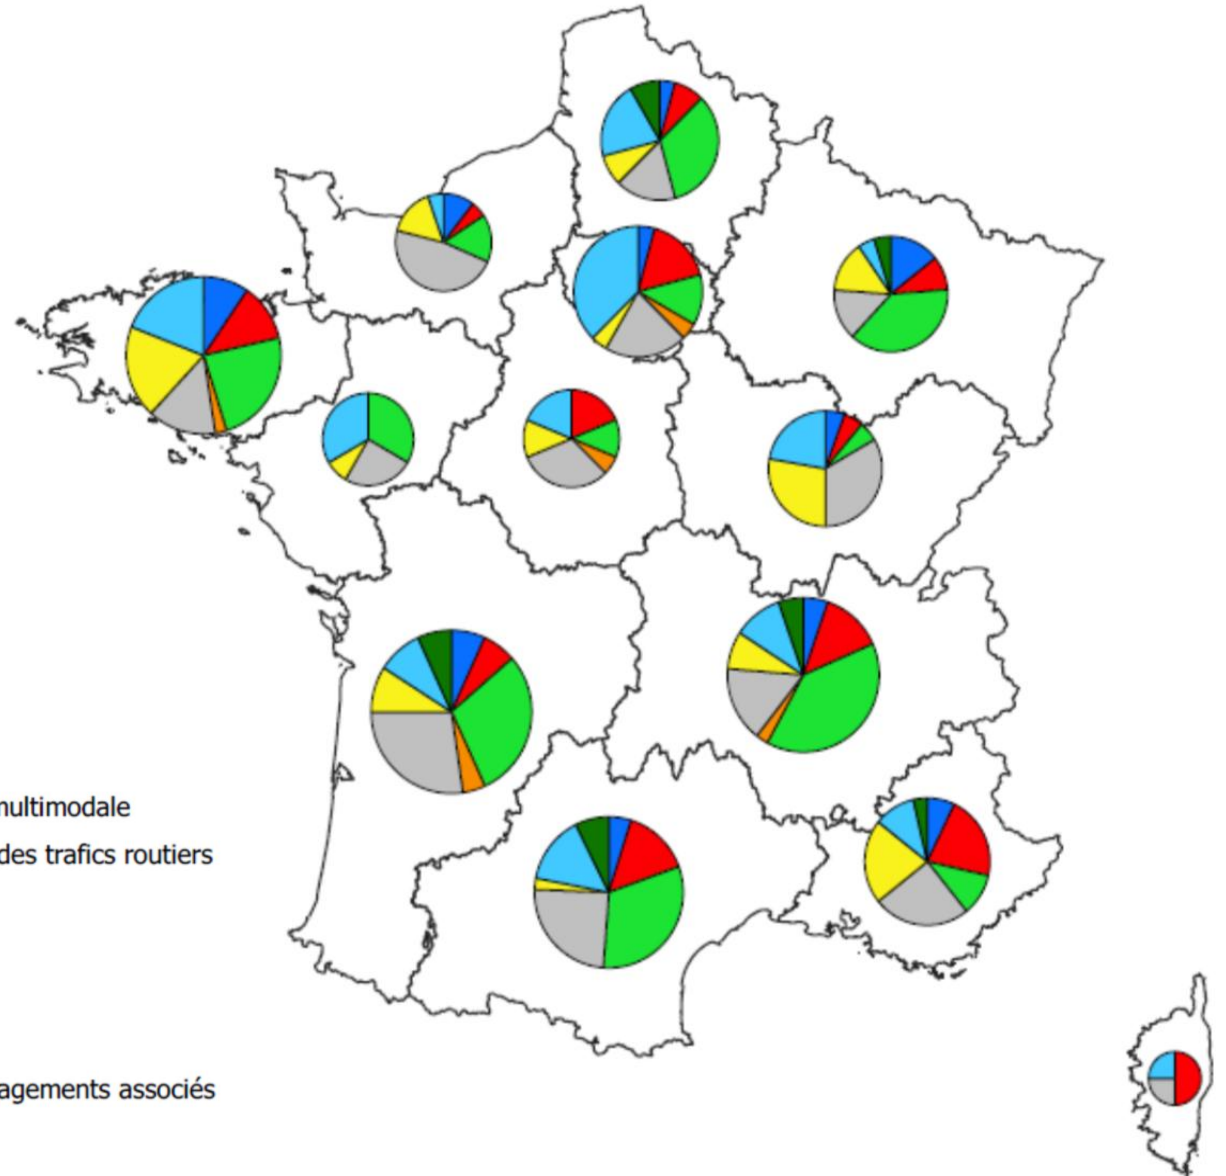 multimodale
des trafics routiers
agements associés